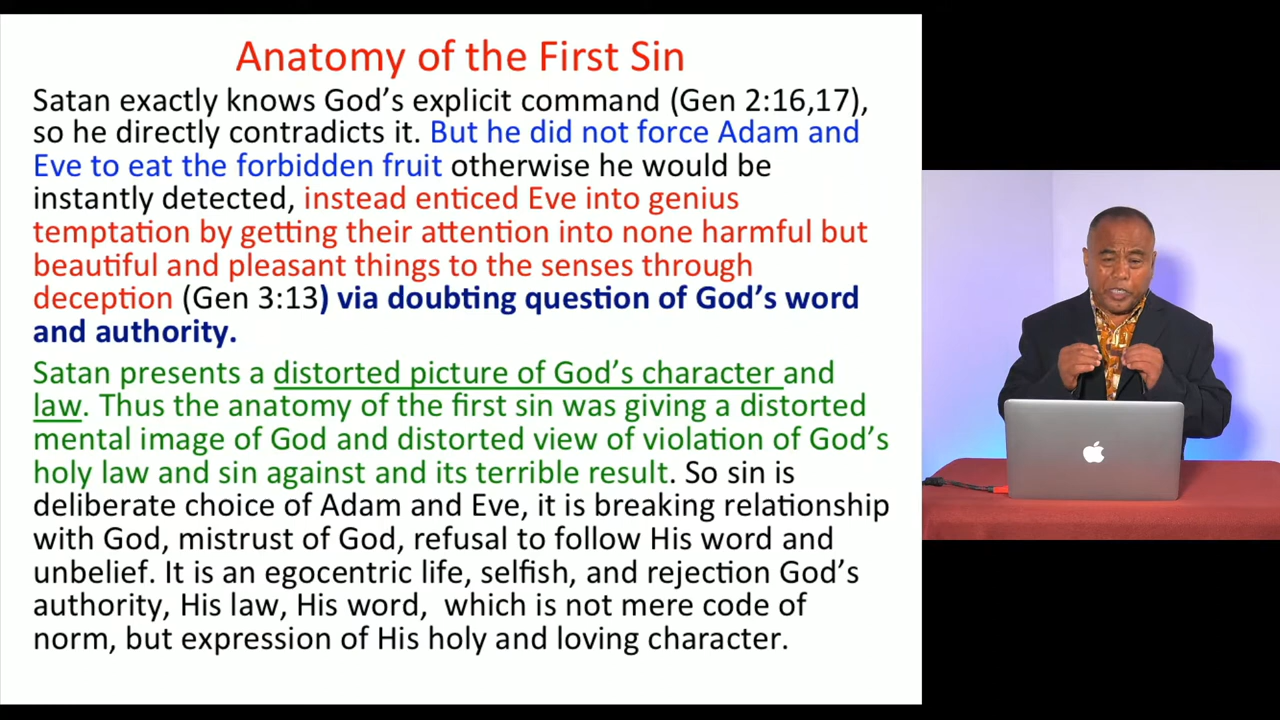 Anatomy of the First Sin
Satan exactly knows God's explicit command (Gen 2:16,17),
so he directly contradicts it. But he did not force Adam and
Eve to eat the forbidden fruit otherwise he would be
instantly detected, instead enticed Eve into genius
temptation by getting their attention into none harmful but
beautiful and pleasant things to the senses through
deception (Gen 3:13) via doubting question of God's word
and authority.
Satan presents a distorted picture of God's character and
law. Thus the anatomy of the first sin was giving a distorted
mental image of God and distorted view of violation of God's
holy law and sin against and its terrible result. So sin is
deliberate choice of Adam and Eve, it is breaking relationship
with God, mistrust of God, refusal to follow His word and
unbelief. It is an egocentric life, selfish, and rejection God's
authority, His law, His word, which is not mere code of
norm, but expression of His holy and loving character.